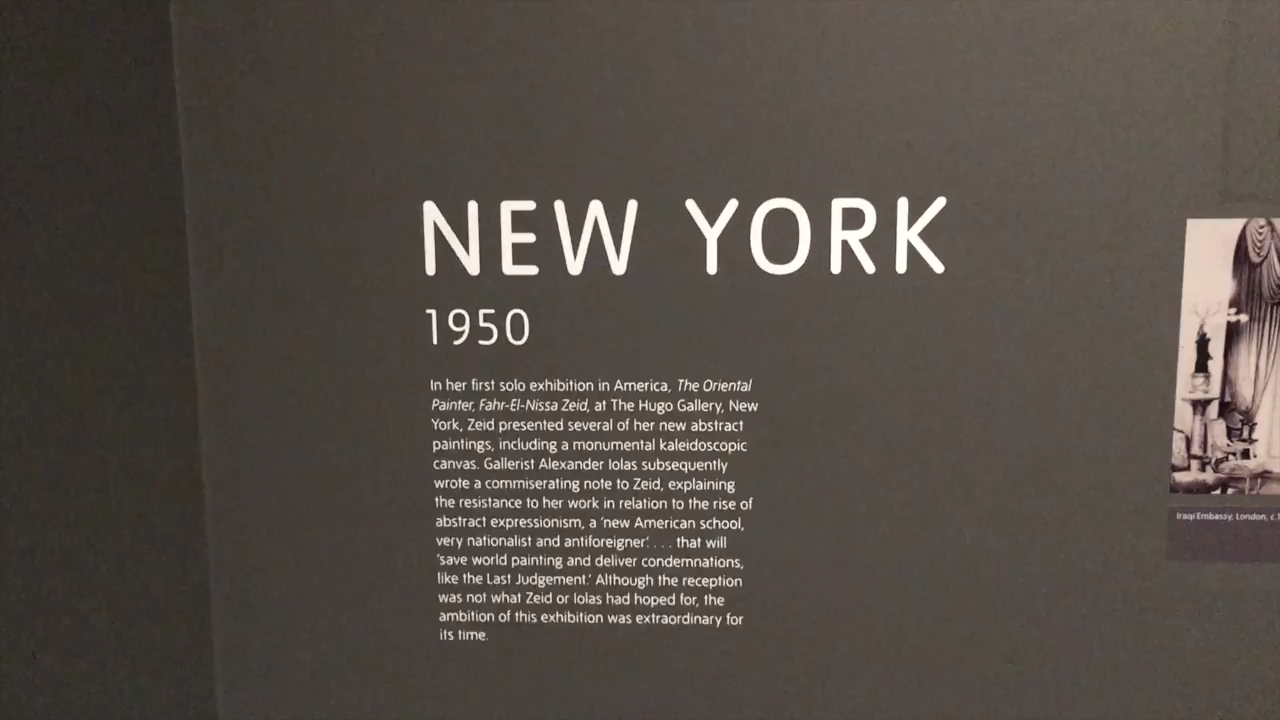 NEW YORK
1950
In her first solo exhibition in America, The Oriental
Painter, Fahr-El-Nissa Zeid, at The Hugo Gallery, New
York, Zeid presented several of her new abstract
paintings, including a monumental kaleidoscopic
canvas. Gallerist Alexander Iolas subsequently
wrote a commiserating note to Zeid, explaining
the resistance to her work in relation to the rise of
abstract expressionism, a 'new American school,
very nationalist and antiforeigner'. . . . that will
'save world painting and deliver condemnations,
like the Last Judgement.' Although the reception
was not what Zeid or Iolas had hoped for, the
ambition of this exhibition was extraordinary for
its time.
Iraqi Embassy, London, c.